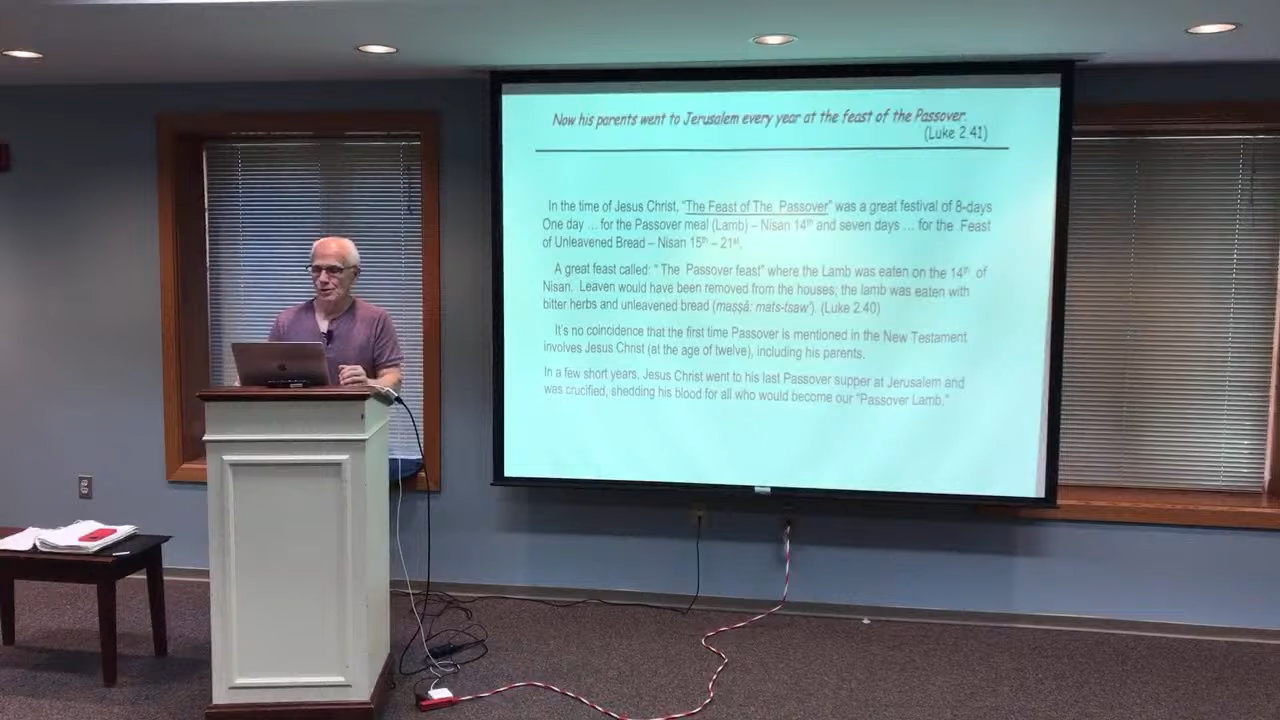 Now his parents went to Jerusalem every year at the feast of the Passover.
(Luke 2.41)
In the time of Jesus Christ, “The Feast of The Passover” was a great festival of 8-days
One day ... for the Passover meal (Lamb) – Nisan 14th and seven days ... for the Feast
of Unleavened Bread – Nisan 15th – 21st.
A great feast called: “ The Passover feast” where the Lamb was eaten on the 14th of
Nisan. Leaven would have been removed from the houses; the lamb was eaten with
bitter herbs and unleavened bread (maṣṣâ: mats-tsaw’). (Luke 2.40)
It's no coincidence that the first time Passover is mentioned in the New Testament
involves Jesus Christ (at the age of twelve), including his parents.
In a few short years, Jesus Christ went to his last Passover supper at Jerusalem and
was crucified, shedding his blood for all who would become our “Passover Lamb.”